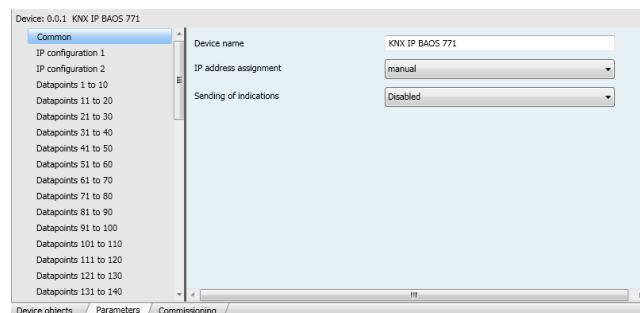 Device: 0.0.1 KNX IP BAOS 771
Common
IP configuration 1
IP configuration 2
Datapoints 1 to 10
Datapoints 11 to 20
Datapoints 21 to 30
Datapoints 31 to 40
Datapoints 41 to 50
Datapoints 51 to 60
Datapoints 61 to 70
Datapoints 71 to 80
Datapoints 81 to 90
Datapoints 91 to 100
Datapoints 101 to 110
Datapoints 111 to 120
Datapoints 121 to 130
Datapoints 131 to 140
Device name KNX IP BAOS 771
IP address assignment manual
Sending of indications Disabled
Device objects Parameters Commissioning